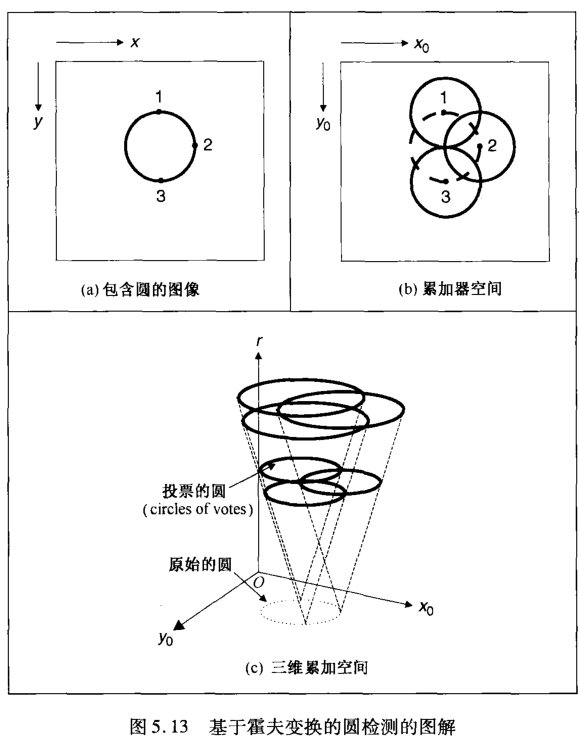 x
x₀
y
y₀
1
2
3
1
2
3
(a) 包含圆的图像
(b) 累加器空间
r
投票的圆
(circles of votes)
原始的圆
O
x₀
y₀
(c) 三维累加空间
图 5.13 基于霍夫变换的圆检测的图解